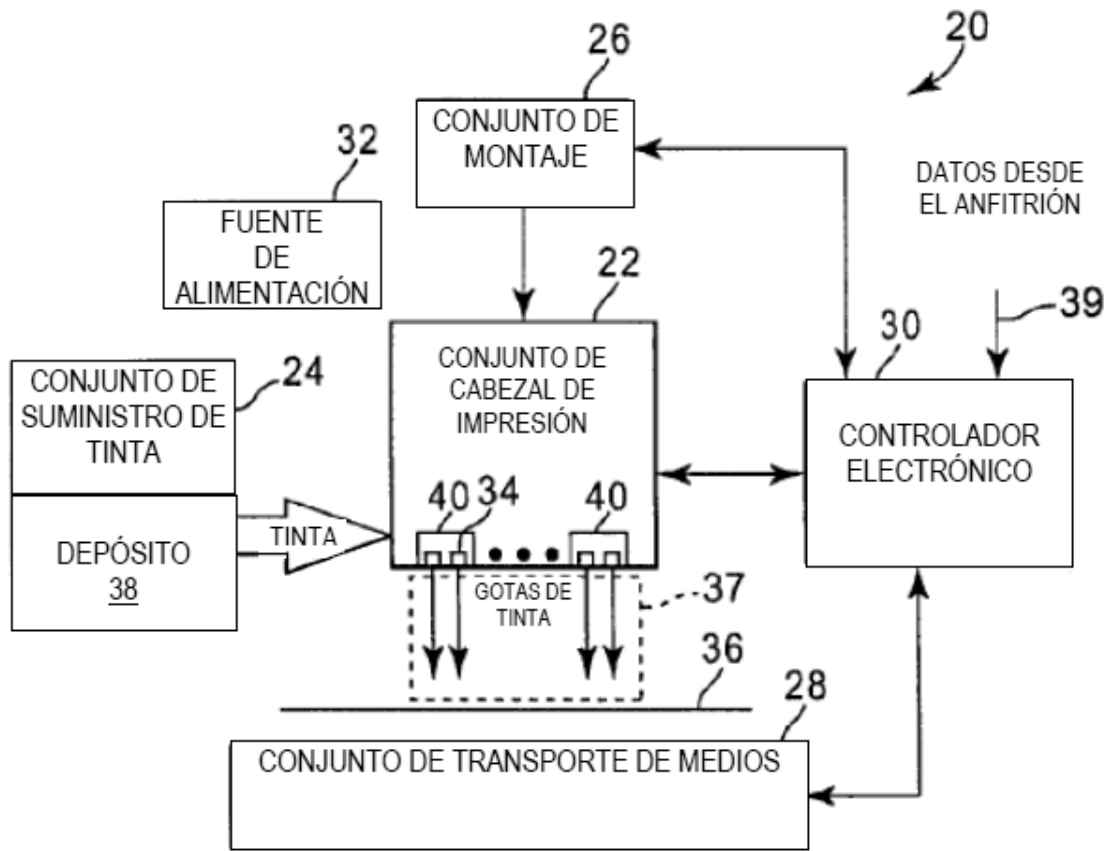 20
26
CONJUNTO DE
MONTAJE
DATOS DESDE
EL ANFITRIÓN
32
FUENTE
DE
ALIMENTACIÓN
22
39
30
CONJUNTO DE
SUMINISTRO DE
TINTA
24
CONJUNTO DE
CABEZAL DE
IMPRESIÓN
CONTROLADOR
ELECTRÓNICO
40
34
40
DEPÓSITO
38
TINTA
GOTAS DE
TINTA
37
36
28
CONJUNTO DE TRANSPORTE DE MEDIOS